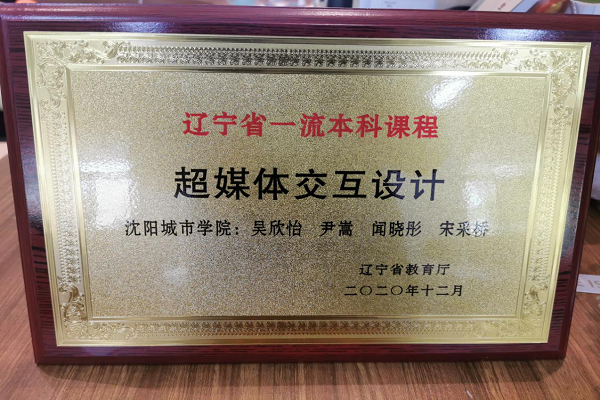 辽宁省一流本科课程
超媒体交互设计
沈阳城市学院：吴欣怡 尹嵩 闻晓彤 宋采桥
辽宁省教育厅
二〇二〇年十二月